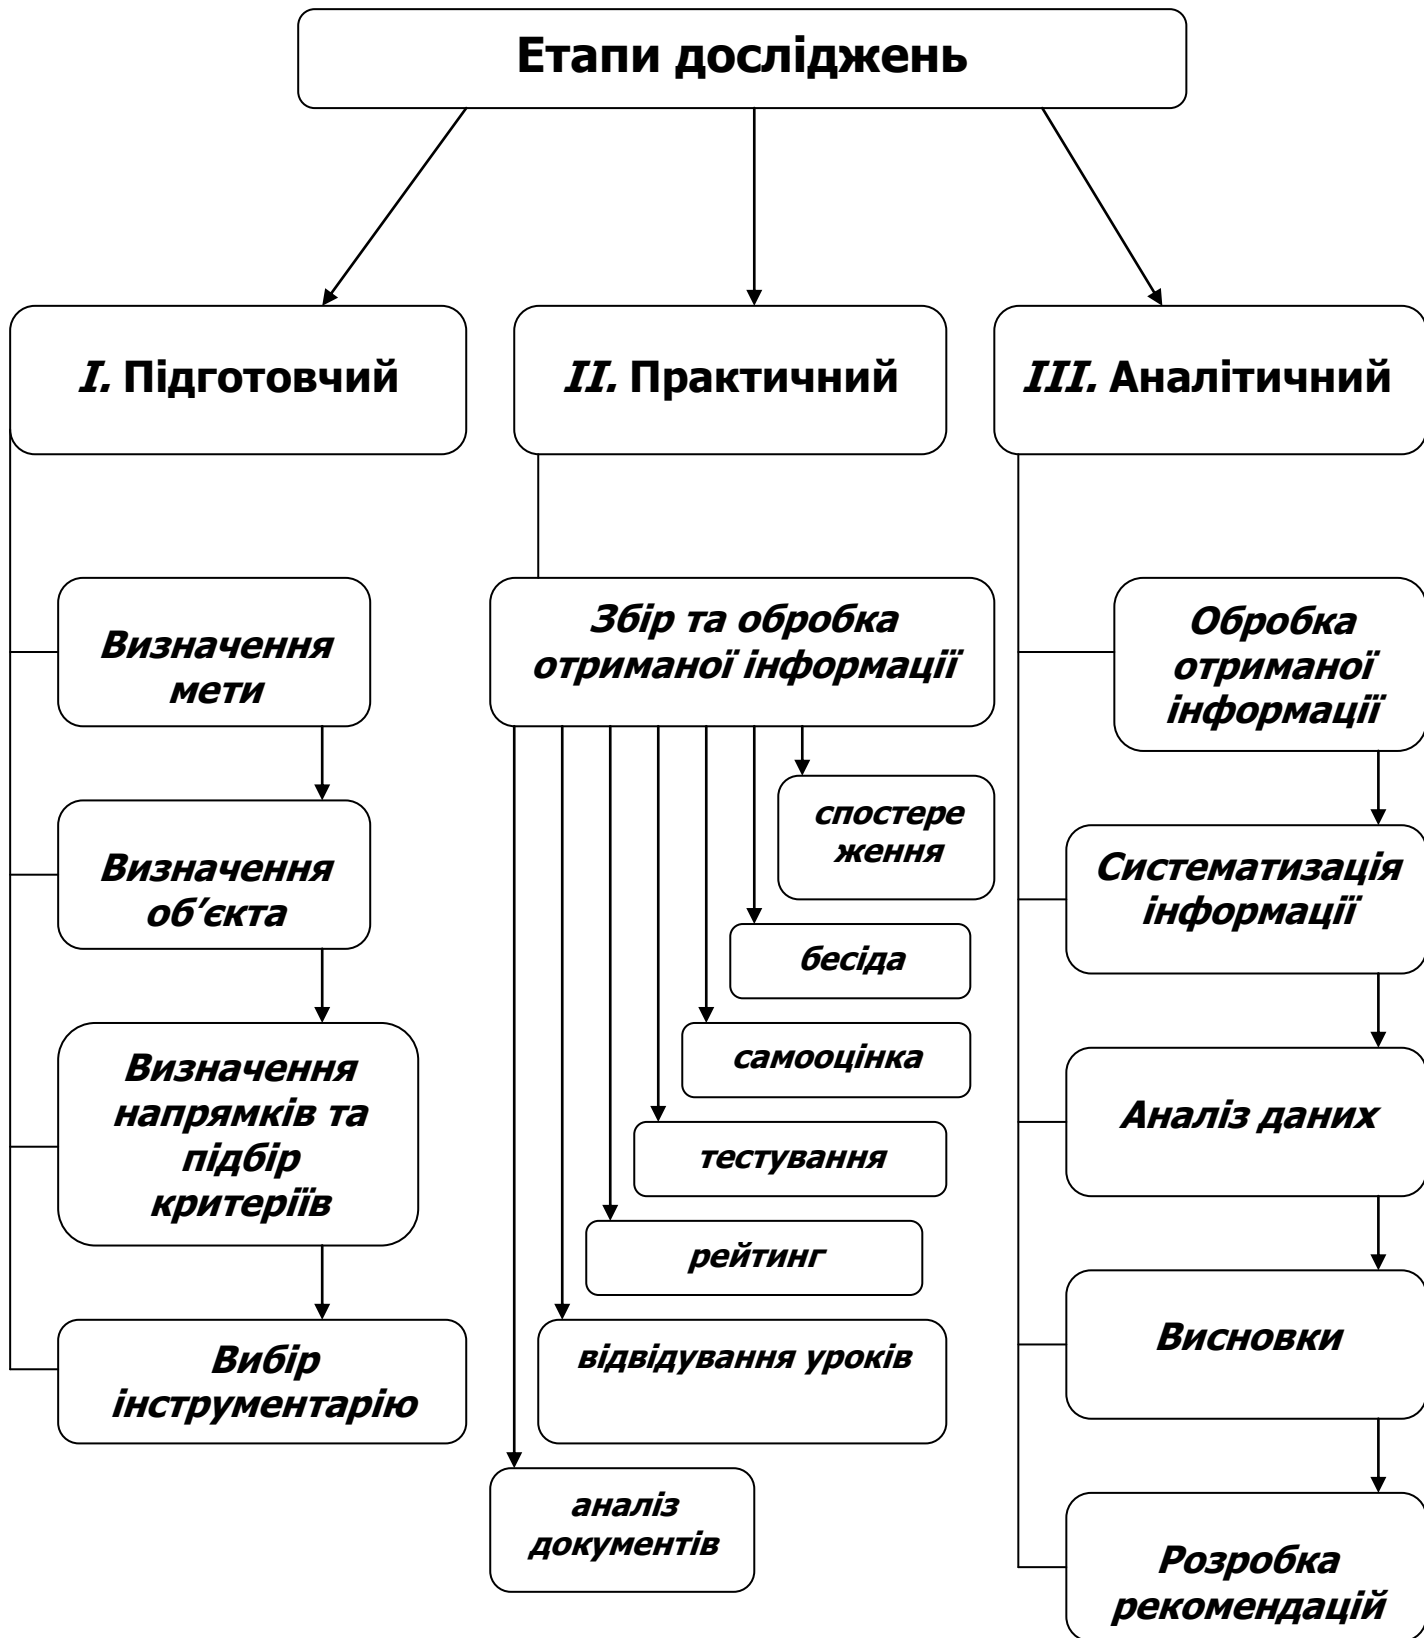 Етапи досліджень
I. Підготовчий
II. Практичний
III. Аналітичний
Визначення
мети
Визначення
об’єкта
Визначення
напрямків та
підбір
критеріїв
Вибір
інструментарію
Збір та обробка
отриманої інформації
спостере
ження
бесіда
самооцінка
тестування
рейтинг
відвідування уроків
аналіз
документів
Обробка
отриманої
інформації
Систематизація
інформації
Аналіз даних
Висновки
Розробка
рекомендацій